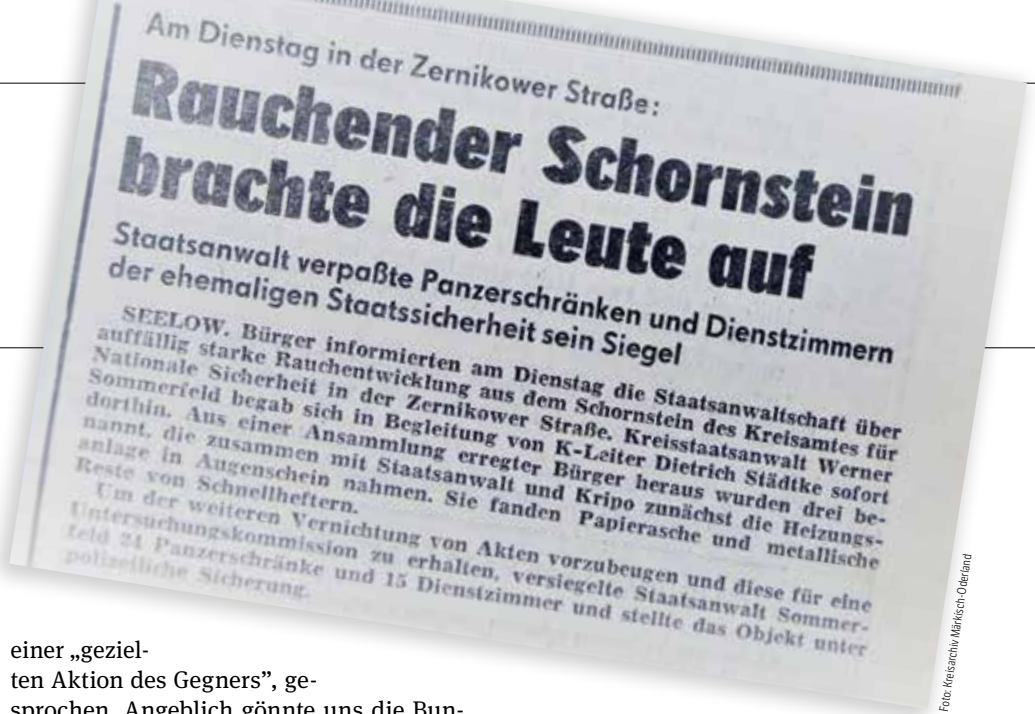 Am Dienstag in der Zernikower Straße:
Rauchender Schornstein
brachte die Leute auf
Staatsanwalt verpaßte Panzerschränken und Dienstzimmern
der ehemaligen Staatssicherheit sein Siegel
SEELOW. Bürger informierten am Dienstag die Staatsanwaltschaft über
auffällig starke Rauchentwicklung aus dem Schornstein des Kreisamtes für
Nationale Sicherheit in der Zernikower Straße. Kreisstaatsanwalt Werner
Sommerfeld begab sich in Begleitung von K-Leiter Dietrich Städtke sofort
dorthin. Aus einer Ansammlung erregter Bürger heraus wurden drei be-
nannt, die zusammen mit Staatsanwalt und Kripo zunächst die Heizungs-
anlage in Augenschein nahmen. Sie fanden Papierasche und metallische
Reste von Schnellheftern.
Um der weiteren Vernichtung von Akten vorzubeugen und diese für eine
Untersuchungskommission zu erhalten, versiegelte Staatsanwalt Sommer-
feld 24 Panzerschränke und 15 Dienstzimmer und stellte das Objekt unter
polizeiliche Sicherung.
Foto: Kreisarchiv Märkisch-Oderland
einer „geziel-
ten Aktion des Gegners”, ge-
sprochen. Angeblich gönnte uns die Bun-